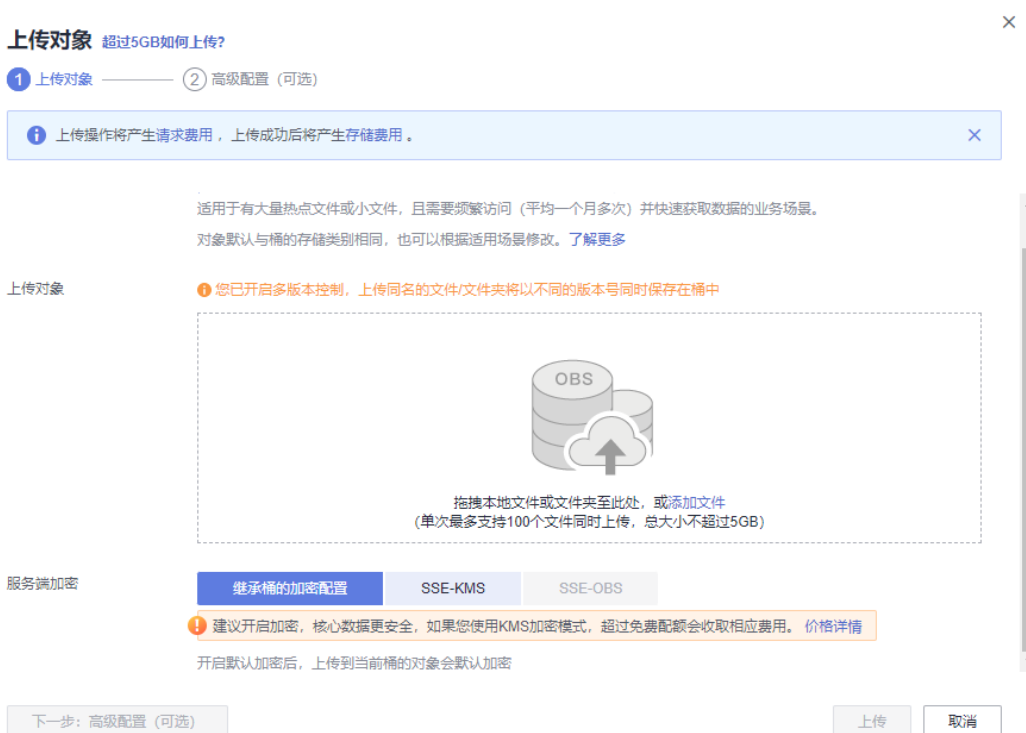 上传对象 超过5GB如何上传?
1 上传对象 2 高级配置（可选）
上传操作将产生请求费用，上传成功后将产生存储费用。
适用于有大量热点文件或小文件，且需要频繁访问（平均一个月多次）并快速获取数据的业务场景。
对象默认与桶的存储类别相同，也可以根据适用场景修改。了解更多
上传对象 您已开启多版本控制，上传同名的文件/文件夹将以不同的版本号同时保存在桶中
OBS
拖拽本地文件或文件夹至此处，或添加文件
（单次最多支持100个文件同时上传，总大小不超过5GB）
服务端加密 继承桶的加密配置 SSE-KMS SSE-OBS
建议开启加密，核心数据更安全，如果您使用KMS加密模式，超过免费配额会收取相应费用。 价格详情
开启默认加密后，上传到当前桶的对象会默认加密
下一步：高级配置（可选） 上传 取消